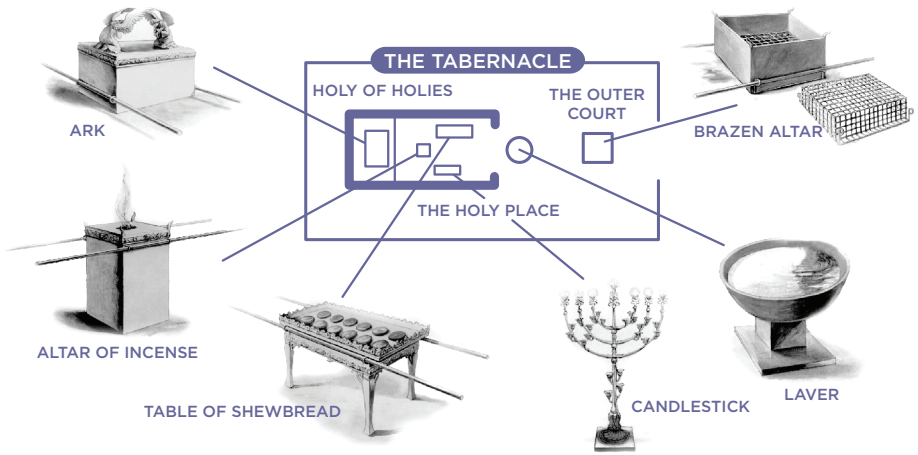 THE TABERNACLE
HOLY OF HOLIES
THE OUTER
COURT
ARK
BRAZEN ALTAR
THE HOLY PLACE
ALTAR OF INCENSE
TABLE OF SHEWBREAD
CANDLESTICK
LAVER